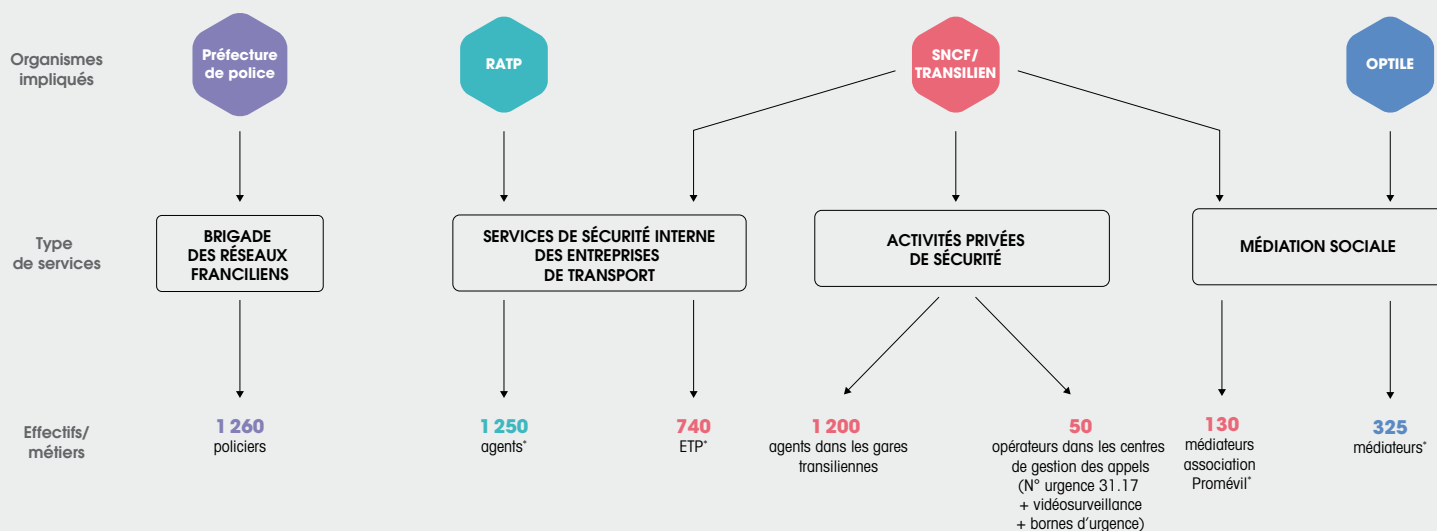 Organismes
impliqués
Préfecture
de police
RATP
SNCF/
TRANSILIEN
OPTILE
Type
de services
BRIGADE
DES RÉSEAUX
FRANCILIENS
SERVICES DE SÉCURITÉ INTERNE
DES ENTREPRISES
DE TRANSPORT
ACTIVITÉS PRIVÉES
DE SÉCURITÉ
MÉDIATION SOCIALE
Effectifs/
métiers
1 260
policiers
1 250
agents*
740
ETP*
1 200
agents dans les gares
transiliennes
50
opérateurs dans les centres
de gestion des appels
(N° urgence 31.17
+ vidéosurveillance
+ bornes d'urgence)
130
médiateurs
association
Promévil*
325
médiateurs*